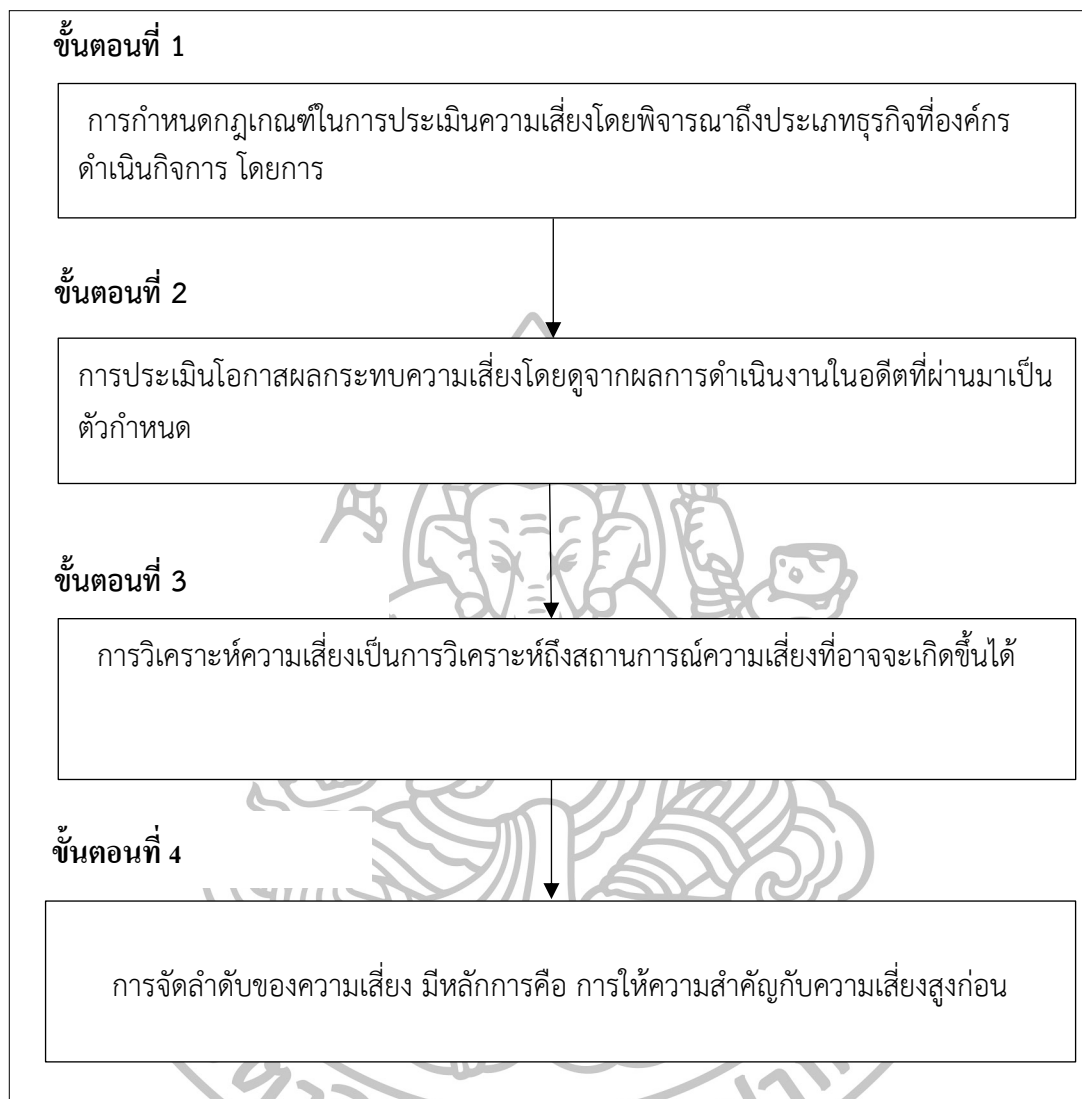 ขั้นตอนที่ 1
การกำหนดกฎเกณฑ์ในการประเมินความเสี่ยงโดยพิจารณาถึงประเภทธุรกิจที่องค์กร
ดำเนินกิจการ โดยการ
ขั้นตอนที่ 2
การประเมินโอกาสผลกระทบความเสี่ยงโดยดูจากผลการดำเนินงานในอดีตที่ผ่านมาเป็น
ตัวกำหนด
ขั้นตอนที่ 3
การวิเคราะห์ความเสี่ยงเป็นการวิเคราะห์ถึงสถานการณ์ความเสี่ยงที่อาจจะเกิดขึ้นได้
ขั้นตอนที่ 4
การจัดลำดับของความเสี่ยง มีหลักการคือ การให้ความสำคัญกับความเสี่ยงสูงก่อน